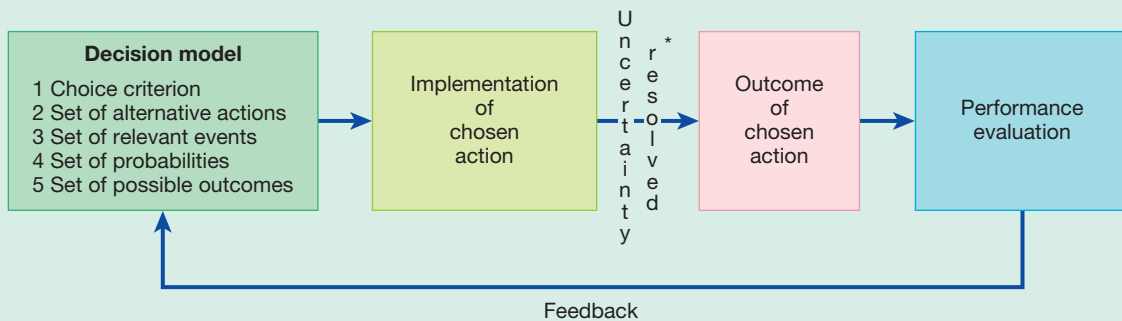 Decision model
1 Choice criterion
2 Set of alternative actions
3 Set of relevant events
4 Set of probabilities
5 Set of possible outcomes
Implementation
of
chosen
action
Uncertainty
resolved*
Outcome
of
chosen
action
Performance
evaluation
Feedback